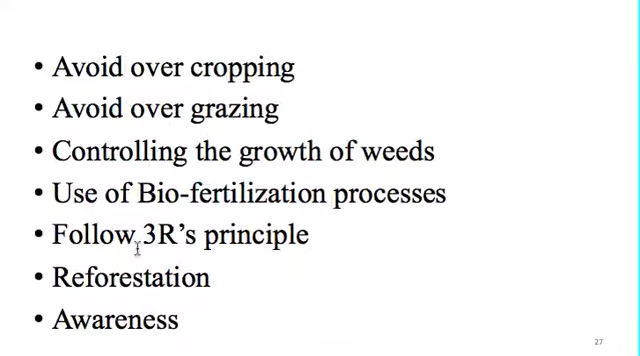 • Avoid over cropping
• Avoid over grazing
• Controlling the growth of weeds
• Use of Bio-fertilization processes
• Follow 3R’s principle
• Reforestation
• Awareness
27